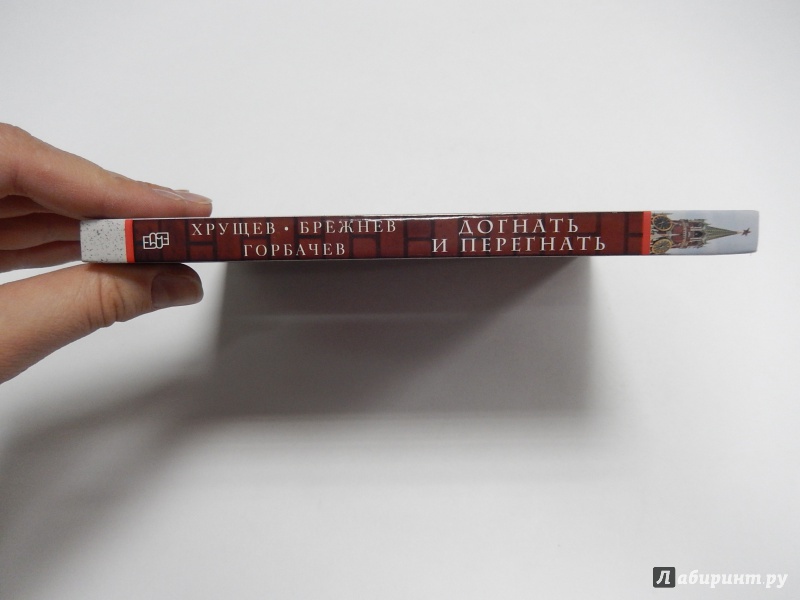 ХРУЩЕВ · БРЕЖНЕВ
ГОРБАЧЕВ
ДОГНАТЬ
И ПЕРЕГНАТЬ
Лабиринт.ру